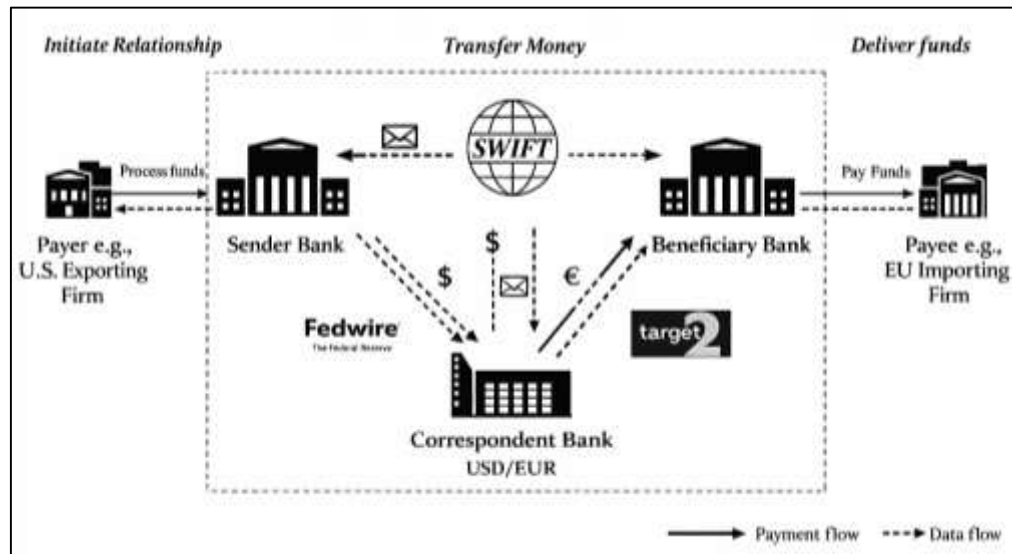 Initiate Relationship
Transfer Money
Deliver funds
SWIFT
Process funds
Pay Funds
Sender Bank
Beneficiary Bank
Payer e.g.,
U.S. Exporting
Firm
Payee e.g.,
EU Importing
Firm
$
$
€
Fedwire
The Federal Reserve
target2
Correspondent Bank
USD/EUR
Payment flow
Data flow